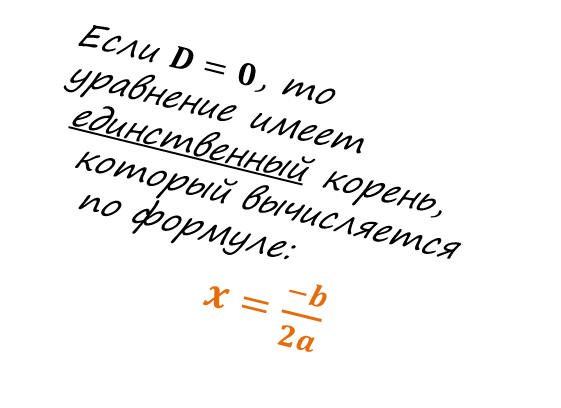 Если D = 0, то
уравнение имеет
единственный корень,
который вычисляется
по формуле:
x = −b / 2a